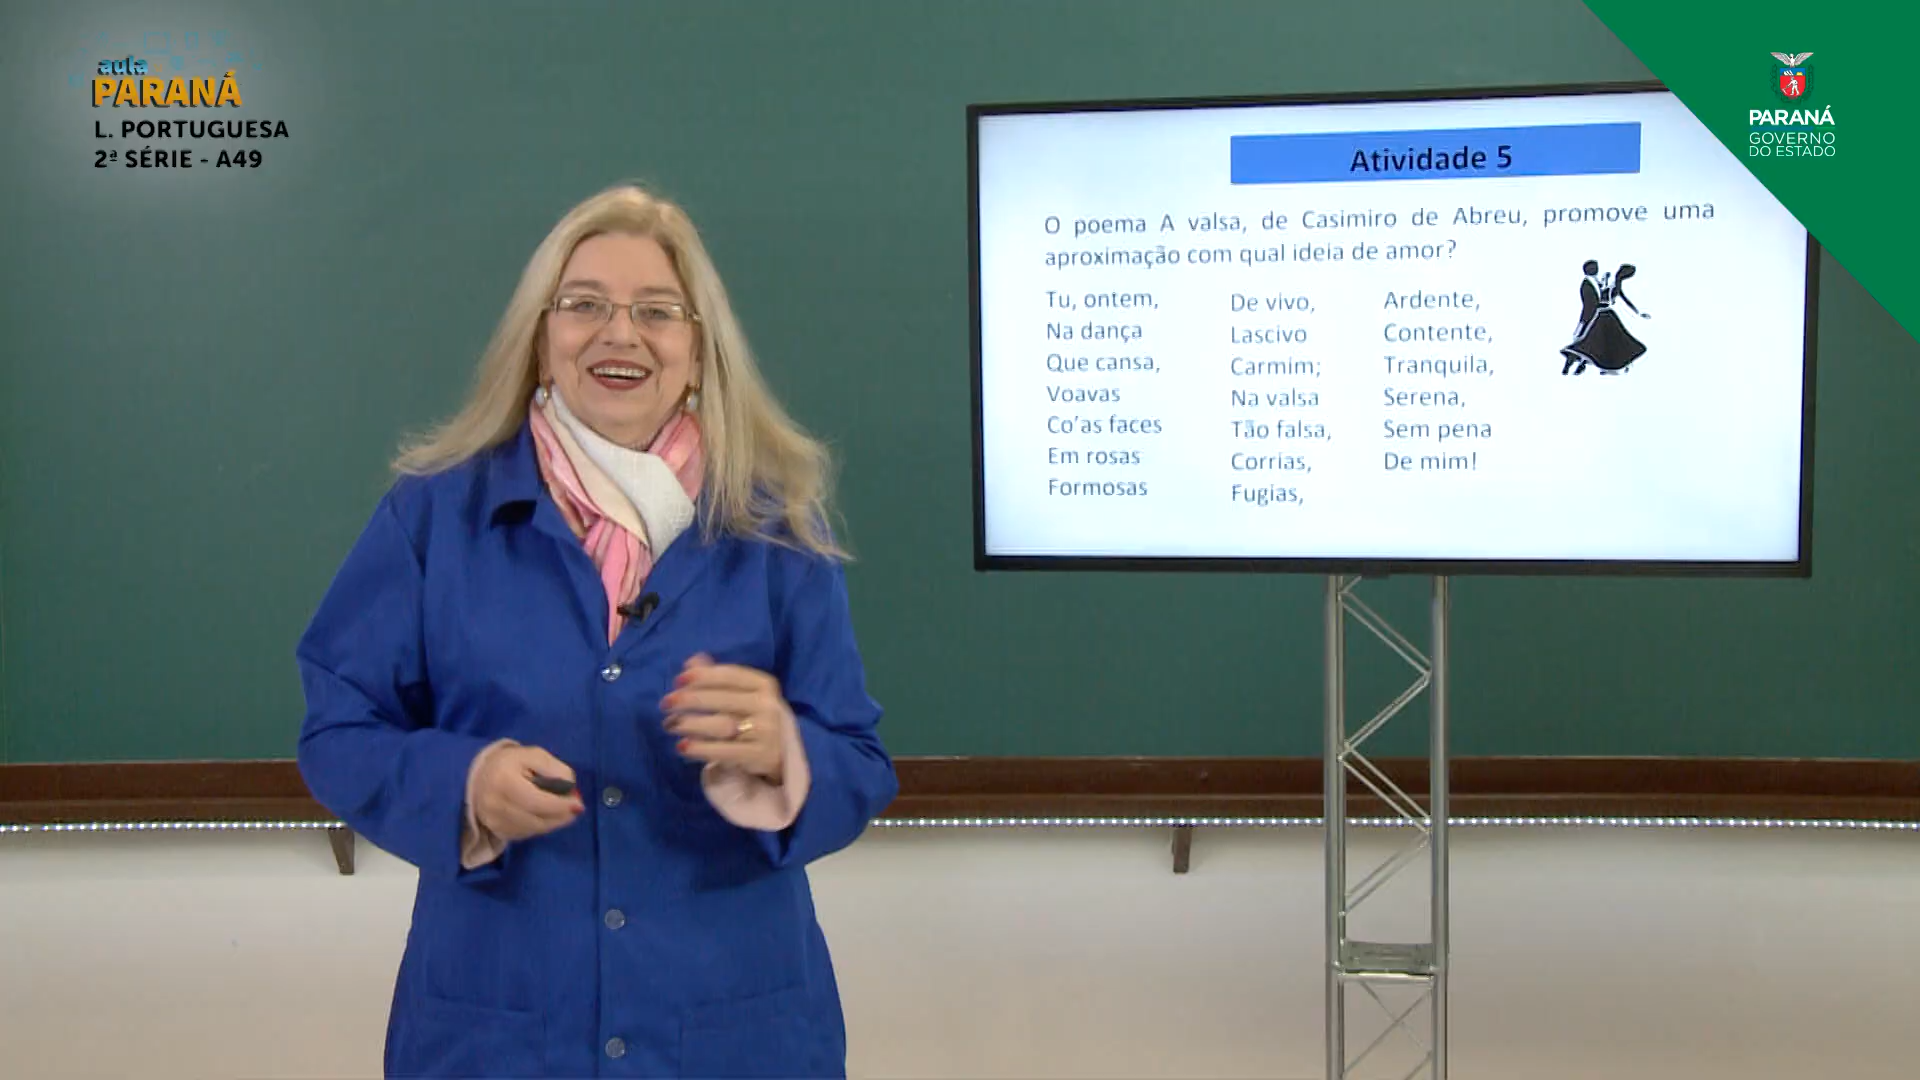 aula
PARANÁ
L. PORTUGUESA
2ª SÉRIE - A49
PARANÁ
GOVERNO
DO ESTADO
Atividade 5
O poema A valsa, de Casimiro de Abreu, promove uma
aproximação com qual ideia de amor?
Tu, ontem,
Na dança
Que cansa,
Voavas
Co'as faces
Em rosas
Formosas
De vivo,
Lascivo
Carmim;
Na valsa
Tão falsa,
Corrias,
Fugias,
Ardente,
Contente,
Tranquila,
Serena,
Sem pena
De mim!